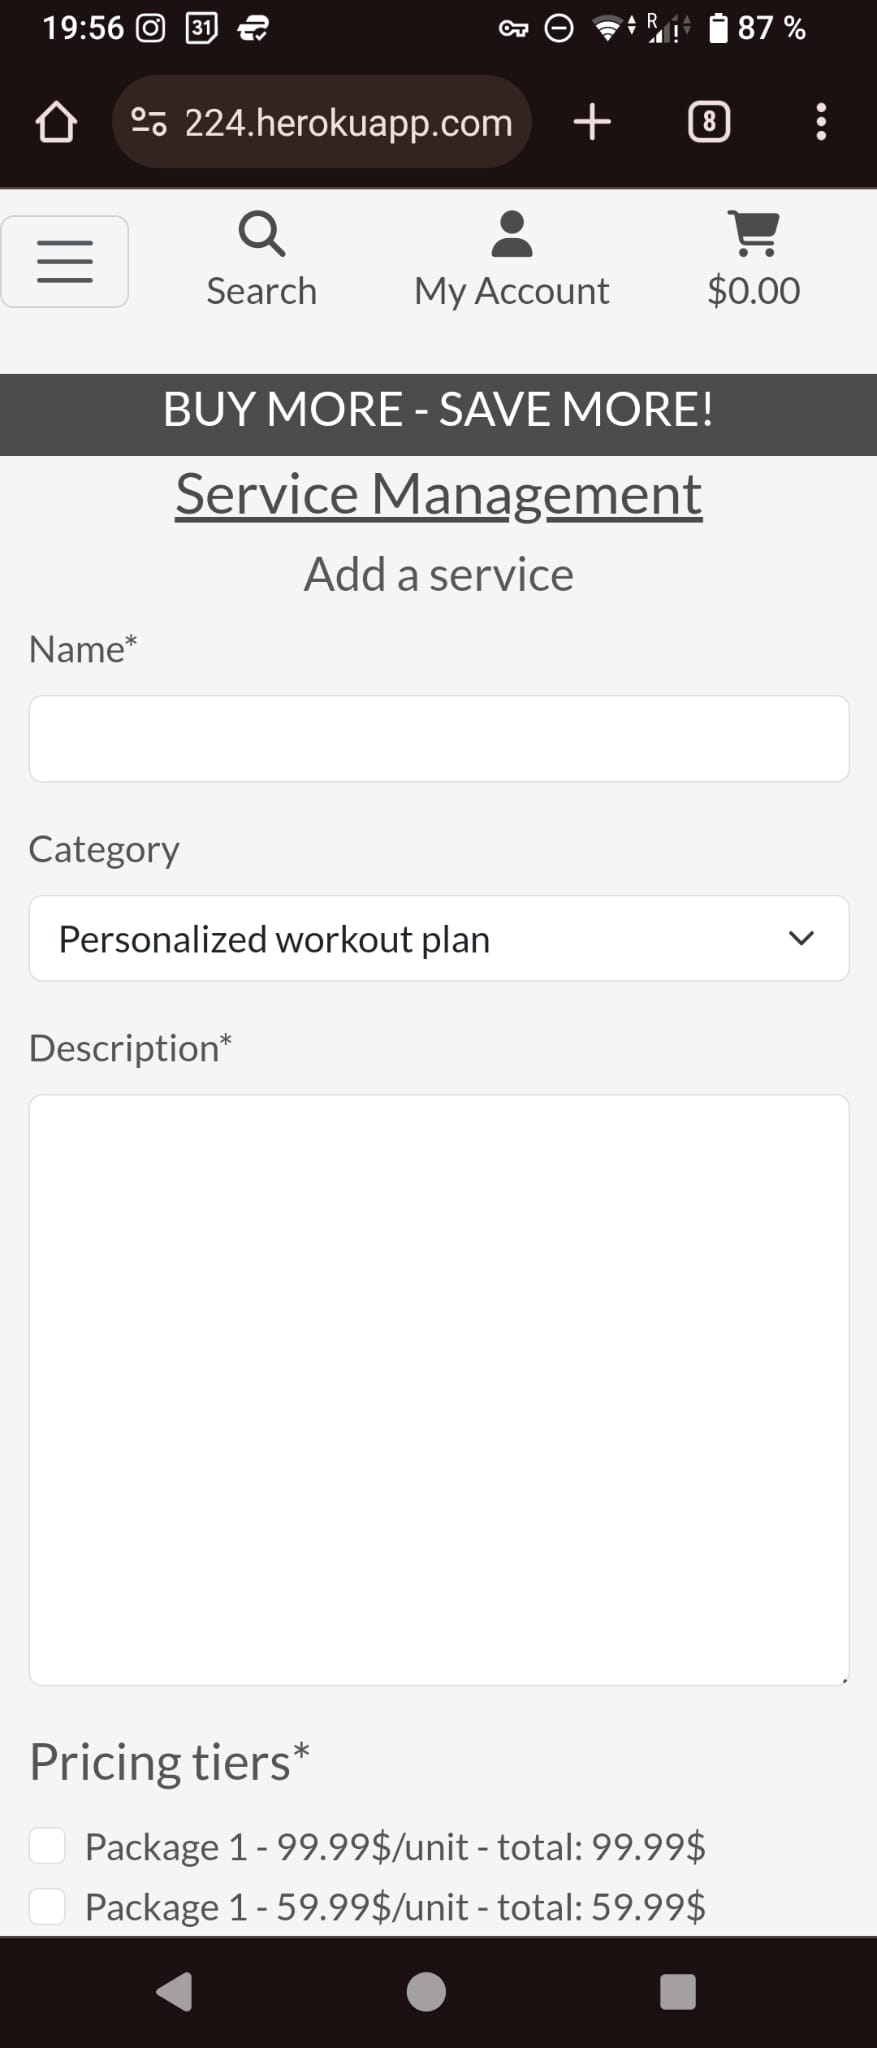 19:56 31 R ! 87 %
224.herokuapp.com 8
Search My Account $0.00
BUY MORE - SAVE MORE!
Service Management
Add a service
Name*
Category
Personalized workout plan
Description*
Pricing tiers*
Package 1 - 99.99$/unit - total: 99.99$
Package 1 - 59.99$/unit - total: 59.99$